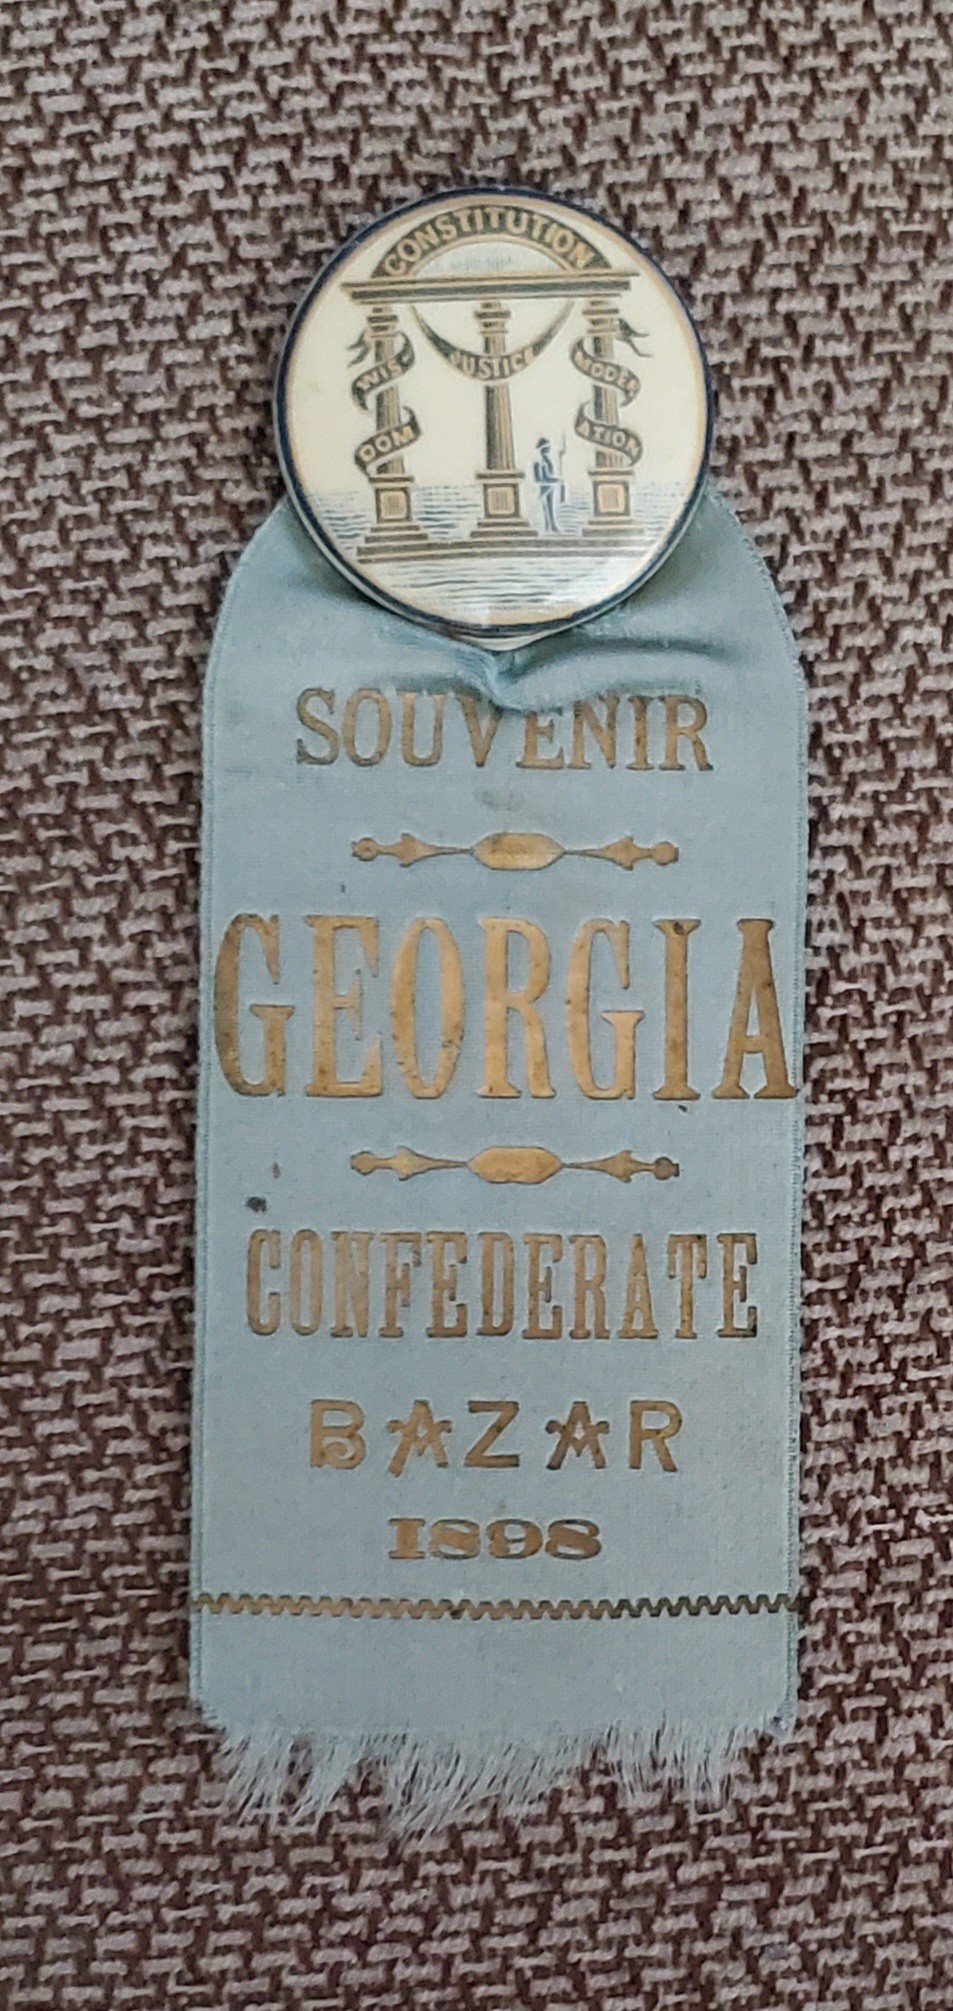 CONSTITUTION
WIS
DOM
JUSTICE
MODER
ATION
SOUVENIR
GEORGIA
CONFEDERATE
BAZAR
1898